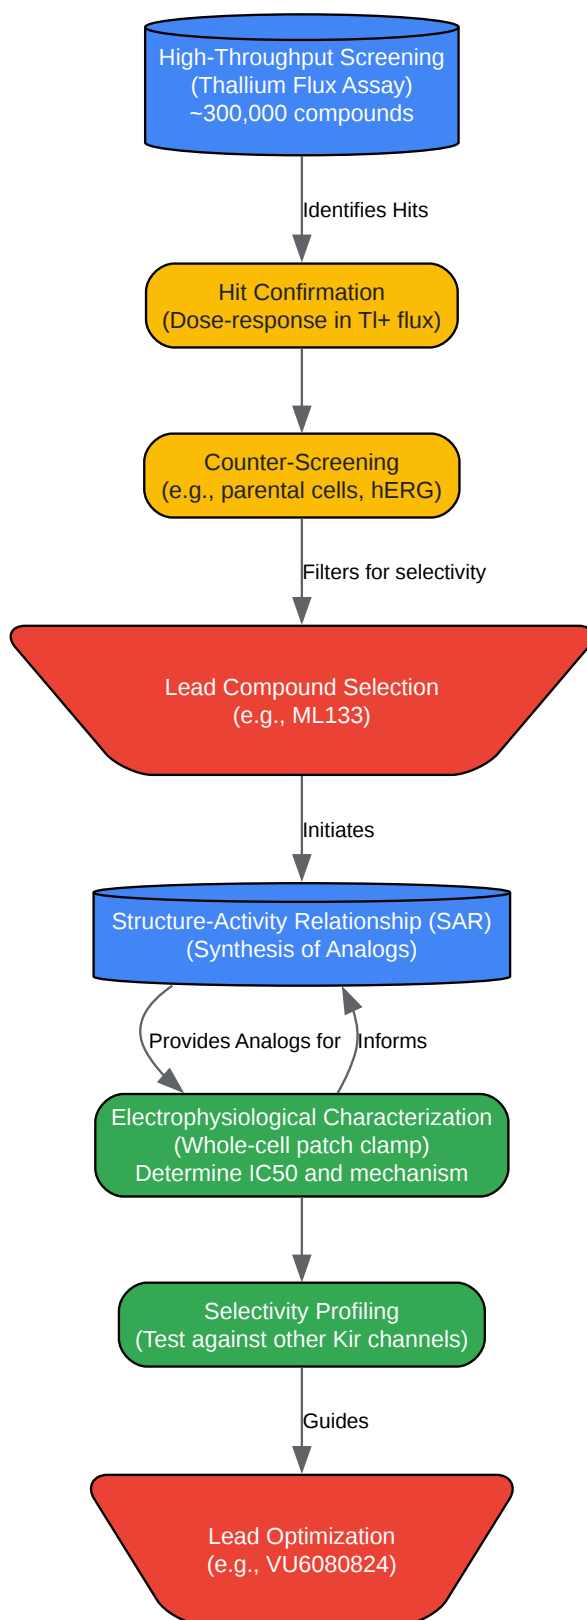 High-Throughput Screening
(Thallium Flux Assay)
~300,000 compounds
Identifies Hits
Hit Confirmation
(Dose-response in Tl+ flux)
Counter-Screening
(e.g., parental cells, hERG)
Filters for selectivity
Lead Compound Selection
(e.g., ML133)
Initiates
Structure-Activity Relationship (SAR)
(Synthesis of Analogs)
Provides Analogs for
Informs
Electrophysiological Characterization
(Whole-cell patch clamp)
Determine IC50 and mechanism
Selectivity Profiling
(Test against other Kir channels)
Guides
Lead Optimization
(e.g., VU6080824)